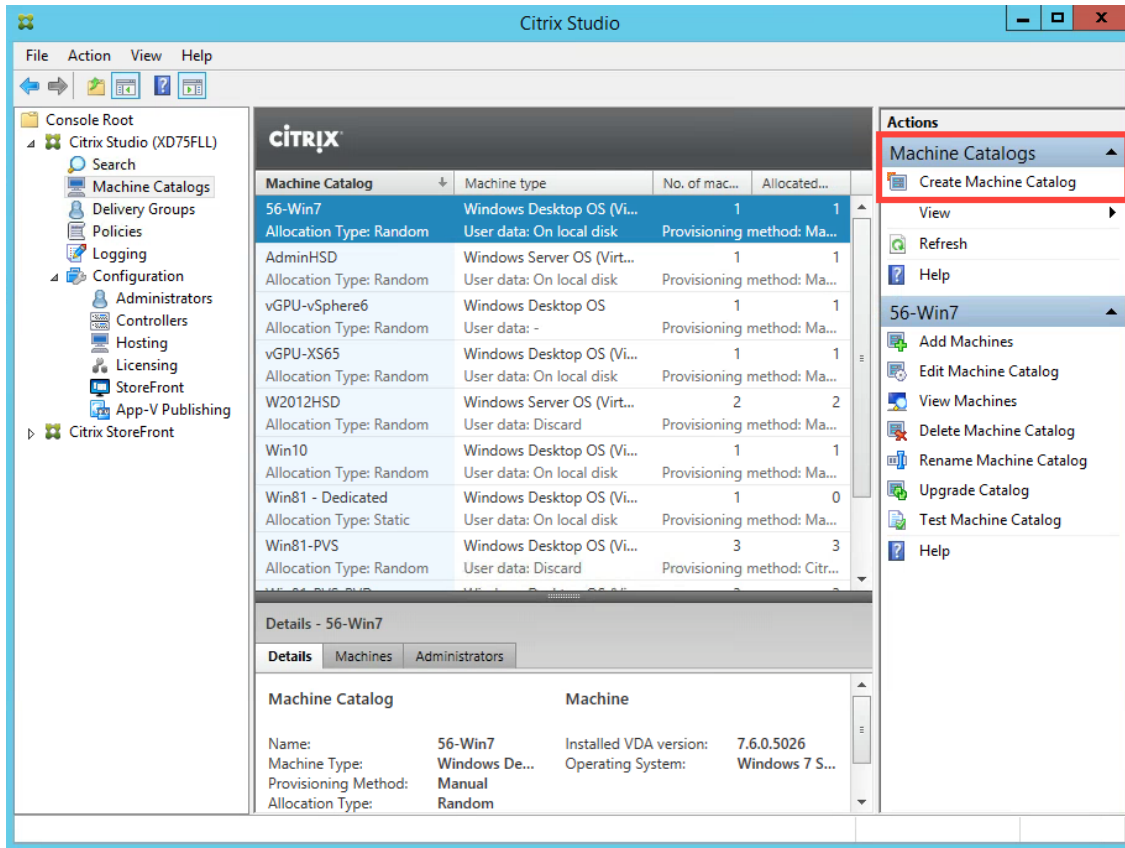 Citrix Studio
File Action View Help
Console Root
Citrix Studio (XD75FLL)
Search
Machine Catalogs
Delivery Groups
Policies
Logging
Configuration
Administrators
Controllers
Hosting
Licensing
StoreFront
App-V Publishing
Citrix StoreFront
CİTRIX
Machine Catalog Machine type No. of mac... Allocated...
56-Win7 Windows Desktop OS (Vi... 1 1
Allocation Type: Random User data: On local disk Provisioning method: Ma...
AdminHSD Windows Server OS (Virt... 1 1
Allocation Type: Random User data: On local disk Provisioning method: Ma...
vGPU-vSphere6 Windows Desktop OS 1 1
Allocation Type: Random User data: - Provisioning method: Ma...
vGPU-XS65 Windows Desktop OS (Vi... 1 1
Allocation Type: Random User data: On local disk Provisioning method: Ma...
W2012HSD Windows Server OS (Virt... 2 2
Allocation Type: Random User data: Discard Provisioning method: Ma...
Win10 Windows Desktop OS (Vi... 1 1
Allocation Type: Random User data: On local disk Provisioning method: Ma...
Win81 - Dedicated Windows Desktop OS (Vi... 1 0
Allocation Type: Static User data: On local disk Provisioning method: Ma...
Win81-PVS Windows Desktop OS (Vi... 3 3
Allocation Type: Random User data: Discard Provisioning method: Citr...
Details - 56-Win7
Details Machines Administrators
Machine Catalog Machine
Name: 56-Win7 Installed VDA version: 7.6.0.5026
Machine Type: Windows De... Operating System: Windows 7 S...
Provisioning Method: Manual
Allocation Type: Random
Actions
Machine Catalogs
Create Machine Catalog
View
Refresh
Help
56-Win7
Add Machines
Edit Machine Catalog
View Machines
Delete Machine Catalog
Rename Machine Catalog
Upgrade Catalog
Test Machine Catalog
Help